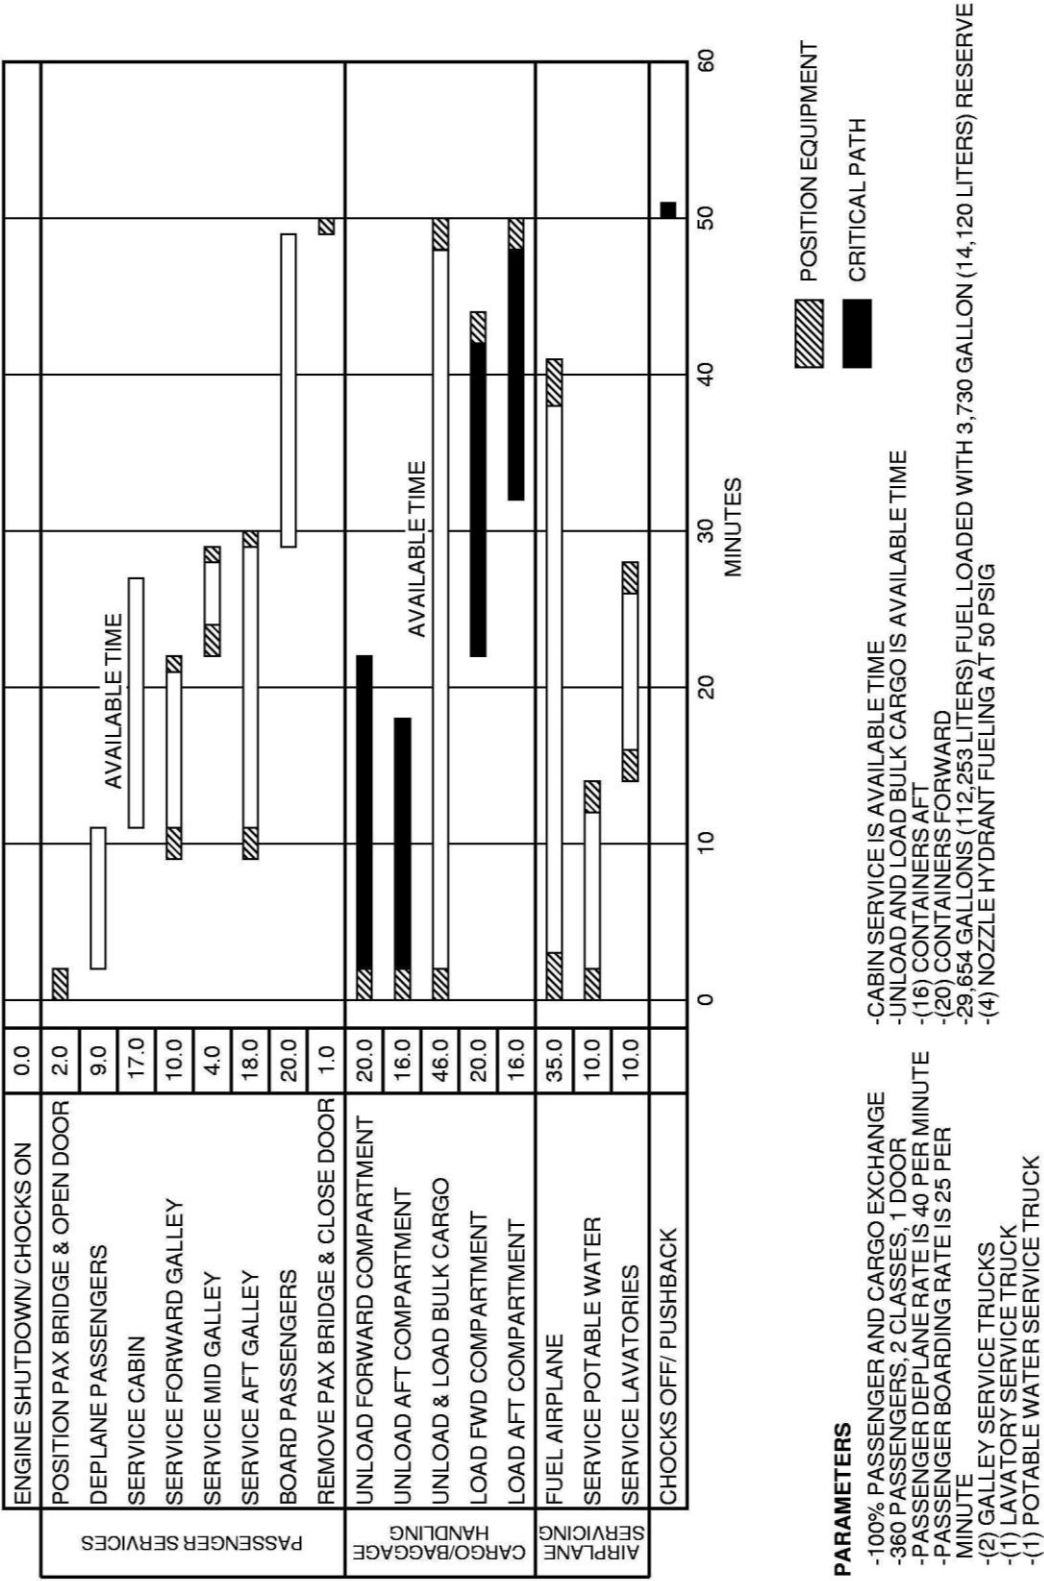 PASSENGER SERVICES
CARGO/BAGGAGE
HANDLING
AIRPLANE
SERVICING
ENGINE SHUTDOWN/ CHOCKS ON 0.0
POSITION PAX BRIDGE & OPEN DOOR 2.0
DEPLANE PASSENGERS 9.0
SERVICE CABIN 17.0
AVAILABLE TIME
SERVICE FORWARD GALLEY 10.0
SERVICE MID GALLEY 4.0
SERVICE AFT GALLEY 18.0
BOARD PASSENGERS 20.0
REMOVE PAX BRIDGE & CLOSE DOOR 1.0
UNLOAD FORWARD COMPARTMENT 20.0
UNLOAD AFT COMPARTMENT 16.0
AVAILABLE TIME
UNLOAD & LOAD BULK CARGO 46.0
LOAD FWD COMPARTMENT 20.0
LOAD AFT COMPARTMENT 16.0
FUEL AIRPLANE 35.0
SERVICE POTABLE WATER 10.0
SERVICE LAVATORIES 10.0
CHOCKS OFF/ PUSHBACK
0 10 20 30 40 50 60
MINUTES
POSITION EQUIPMENT
CRITICAL PATH
PARAMETERS
-100% PASSENGER AND CARGO EXCHANGE
-360 PASSENGERS, 2 CLASSES, 1 DOOR
-PASSENGER DEPLANE RATE IS 40 PER MINUTE
-PASSENGER BOARDING RATE IS 25 PER
MINUTE
-(2) GALLEY SERVICE TRUCKS
-(1) LAVATORY SERVICE TRUCK
-(1) POTABLE WATER SERVICE TRUCK
-CABIN SERVICE IS AVAILABLE TIME
-UNLOAD AND LOAD BULK CARGO IS AVAILABLE TIME
-(16) CONTAINERS AFT
-(20) CONTAINERS FORWARD
-29,654 GALLONS (112,253 LITERS) FUEL LOADED WITH 3,730 GALLON (14,120 LITERS) RESERVE
-(4) NOZZLE HYDRANT FUELING AT 50 PSIG